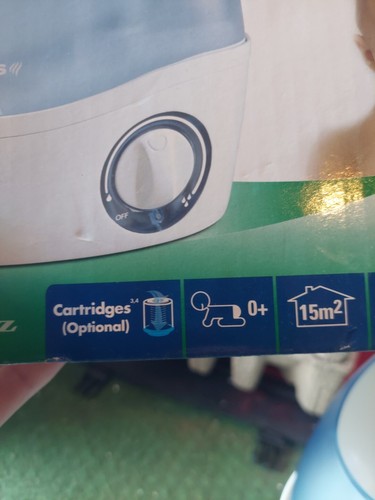 s
OFF
Cartridges 3,4
(Optional)
0+
15m²
z